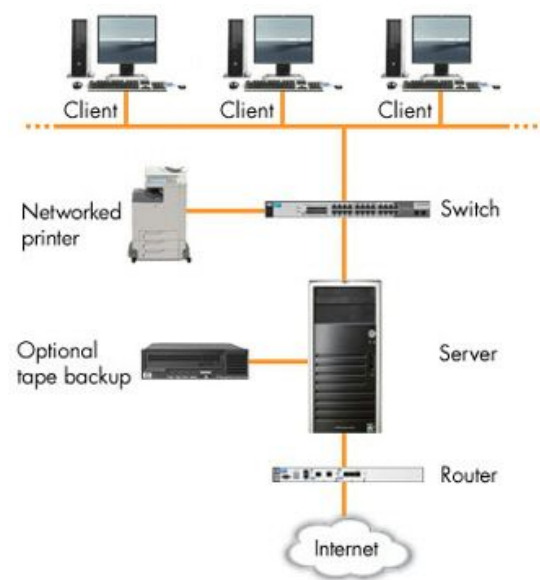 Client
Client
Client
Networked
printer
Switch
Optional
tape backup
Server
Router
Internet